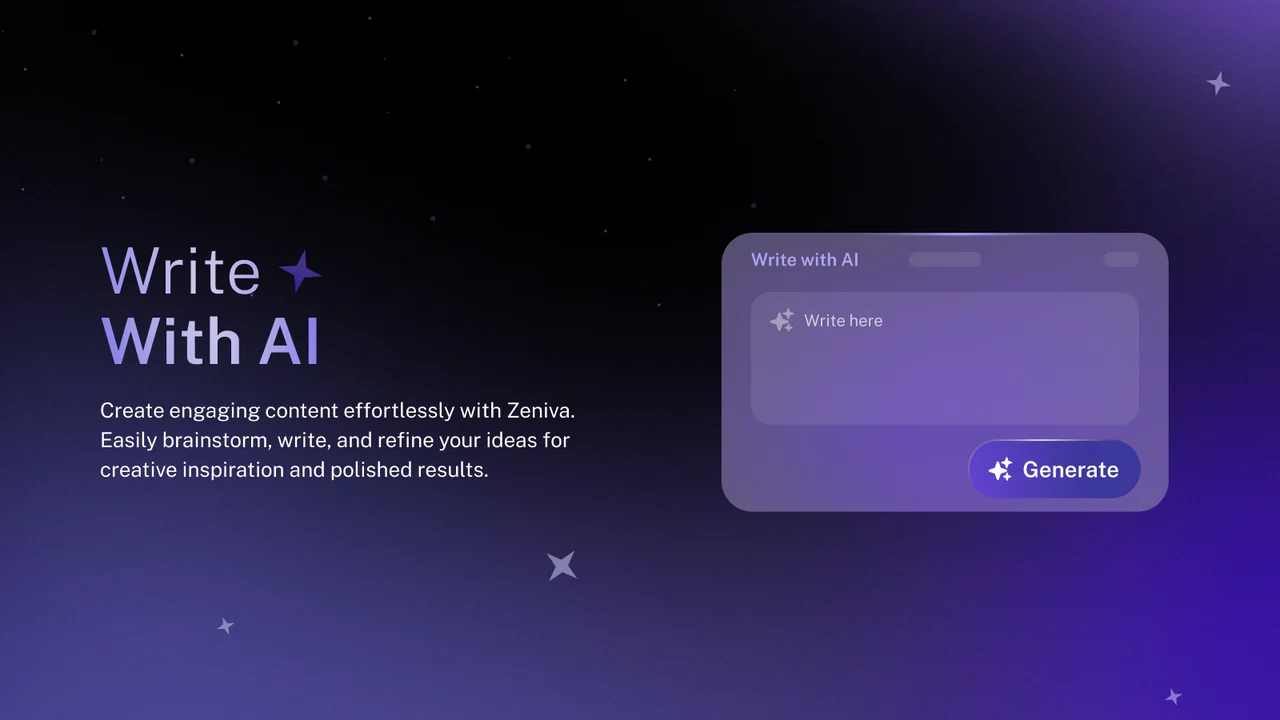 Write
With AI
Create engaging content effortlessly with Zeniva.
Easily brainstorm, write, and refine your ideas for
creative inspiration and polished results.
Write with AI
Write here
Generate